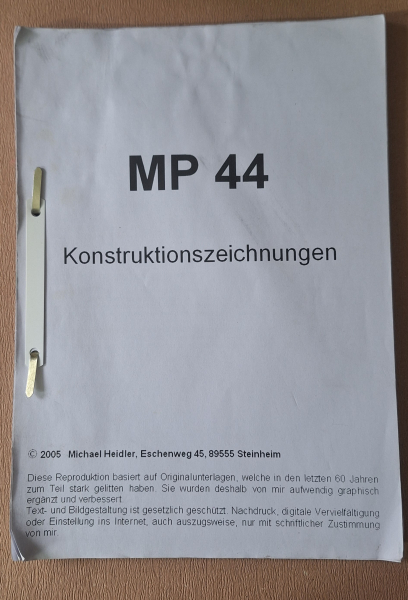 MP 44
Konstruktionszeichnungen
© 2005 Michael Heidler, Eschenweg 45, 89555 Steinheim
Diese Reproduktion basiert auf Originalunterlagen, welche in den letzten 60 Jahren
zum Teil stark gelitten haben. Sie wurden deshalb von mir aufwendig graphisch
ergänzt und verbessert.
Text- und Bildgestaltung ist gesetzlich geschützt. Nachdruck, digitale Vervielfältigung
oder Einstellung ins Internet, auch auszugsweise, nur mit schriftlicher Zustimmung
von mir.